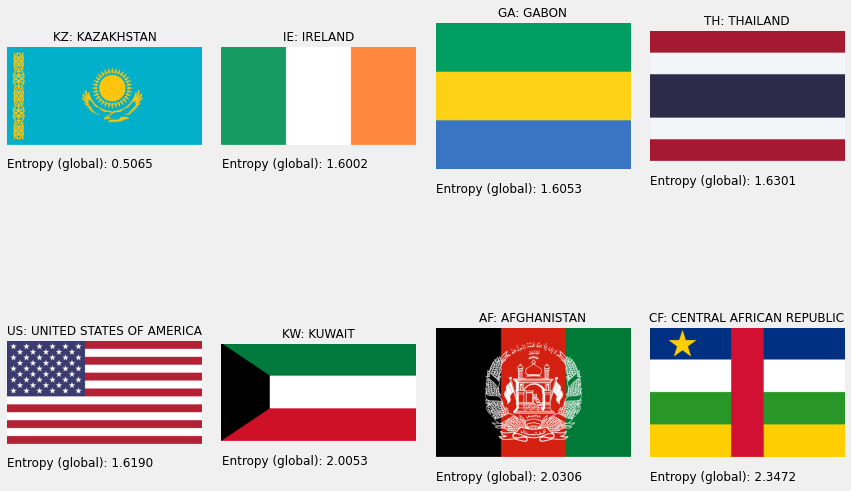 KZ: KAZAKHSTAN
IE: IRELAND
GA: GABON
TH: THAILAND
Entropy (global): 0.5065
Entropy (global): 1.6002
Entropy (global): 1.6053
Entropy (global): 1.6301
US: UNITED STATES OF AMERICA
KW: KUWAIT
AF: AFGHANISTAN
CF: CENTRAL AFRICAN REPUBLIC
Entropy (global): 1.6190
Entropy (global): 2.0053
Entropy (global): 2.0306
Entropy (global): 2.3472